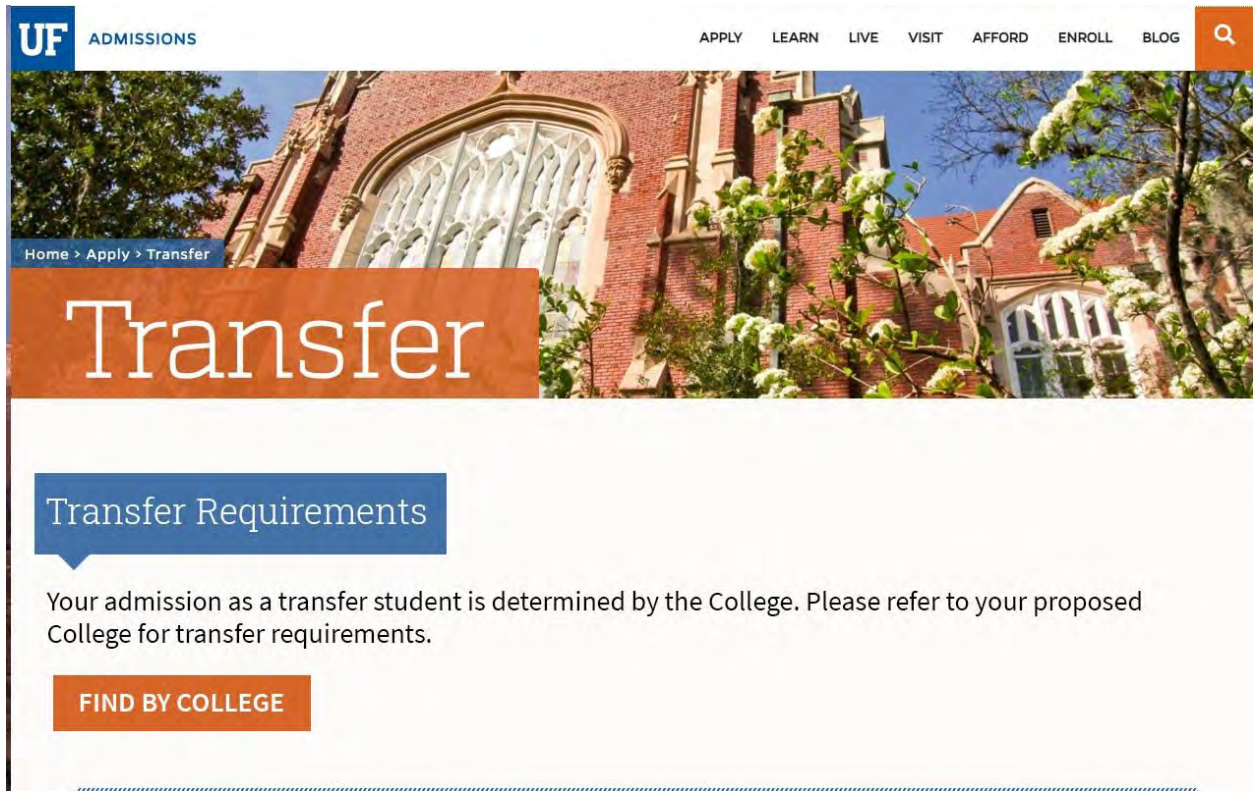 UF ADMISSIONS APPLY LEARN LIVE VISIT AFFORD ENROLL BLOG
Home > Apply > Transfer
Transfer
Transfer Requirements
Your admission as a transfer student is determined by the College. Please refer to your proposed
College for transfer requirements.
FIND BY COLLEGE